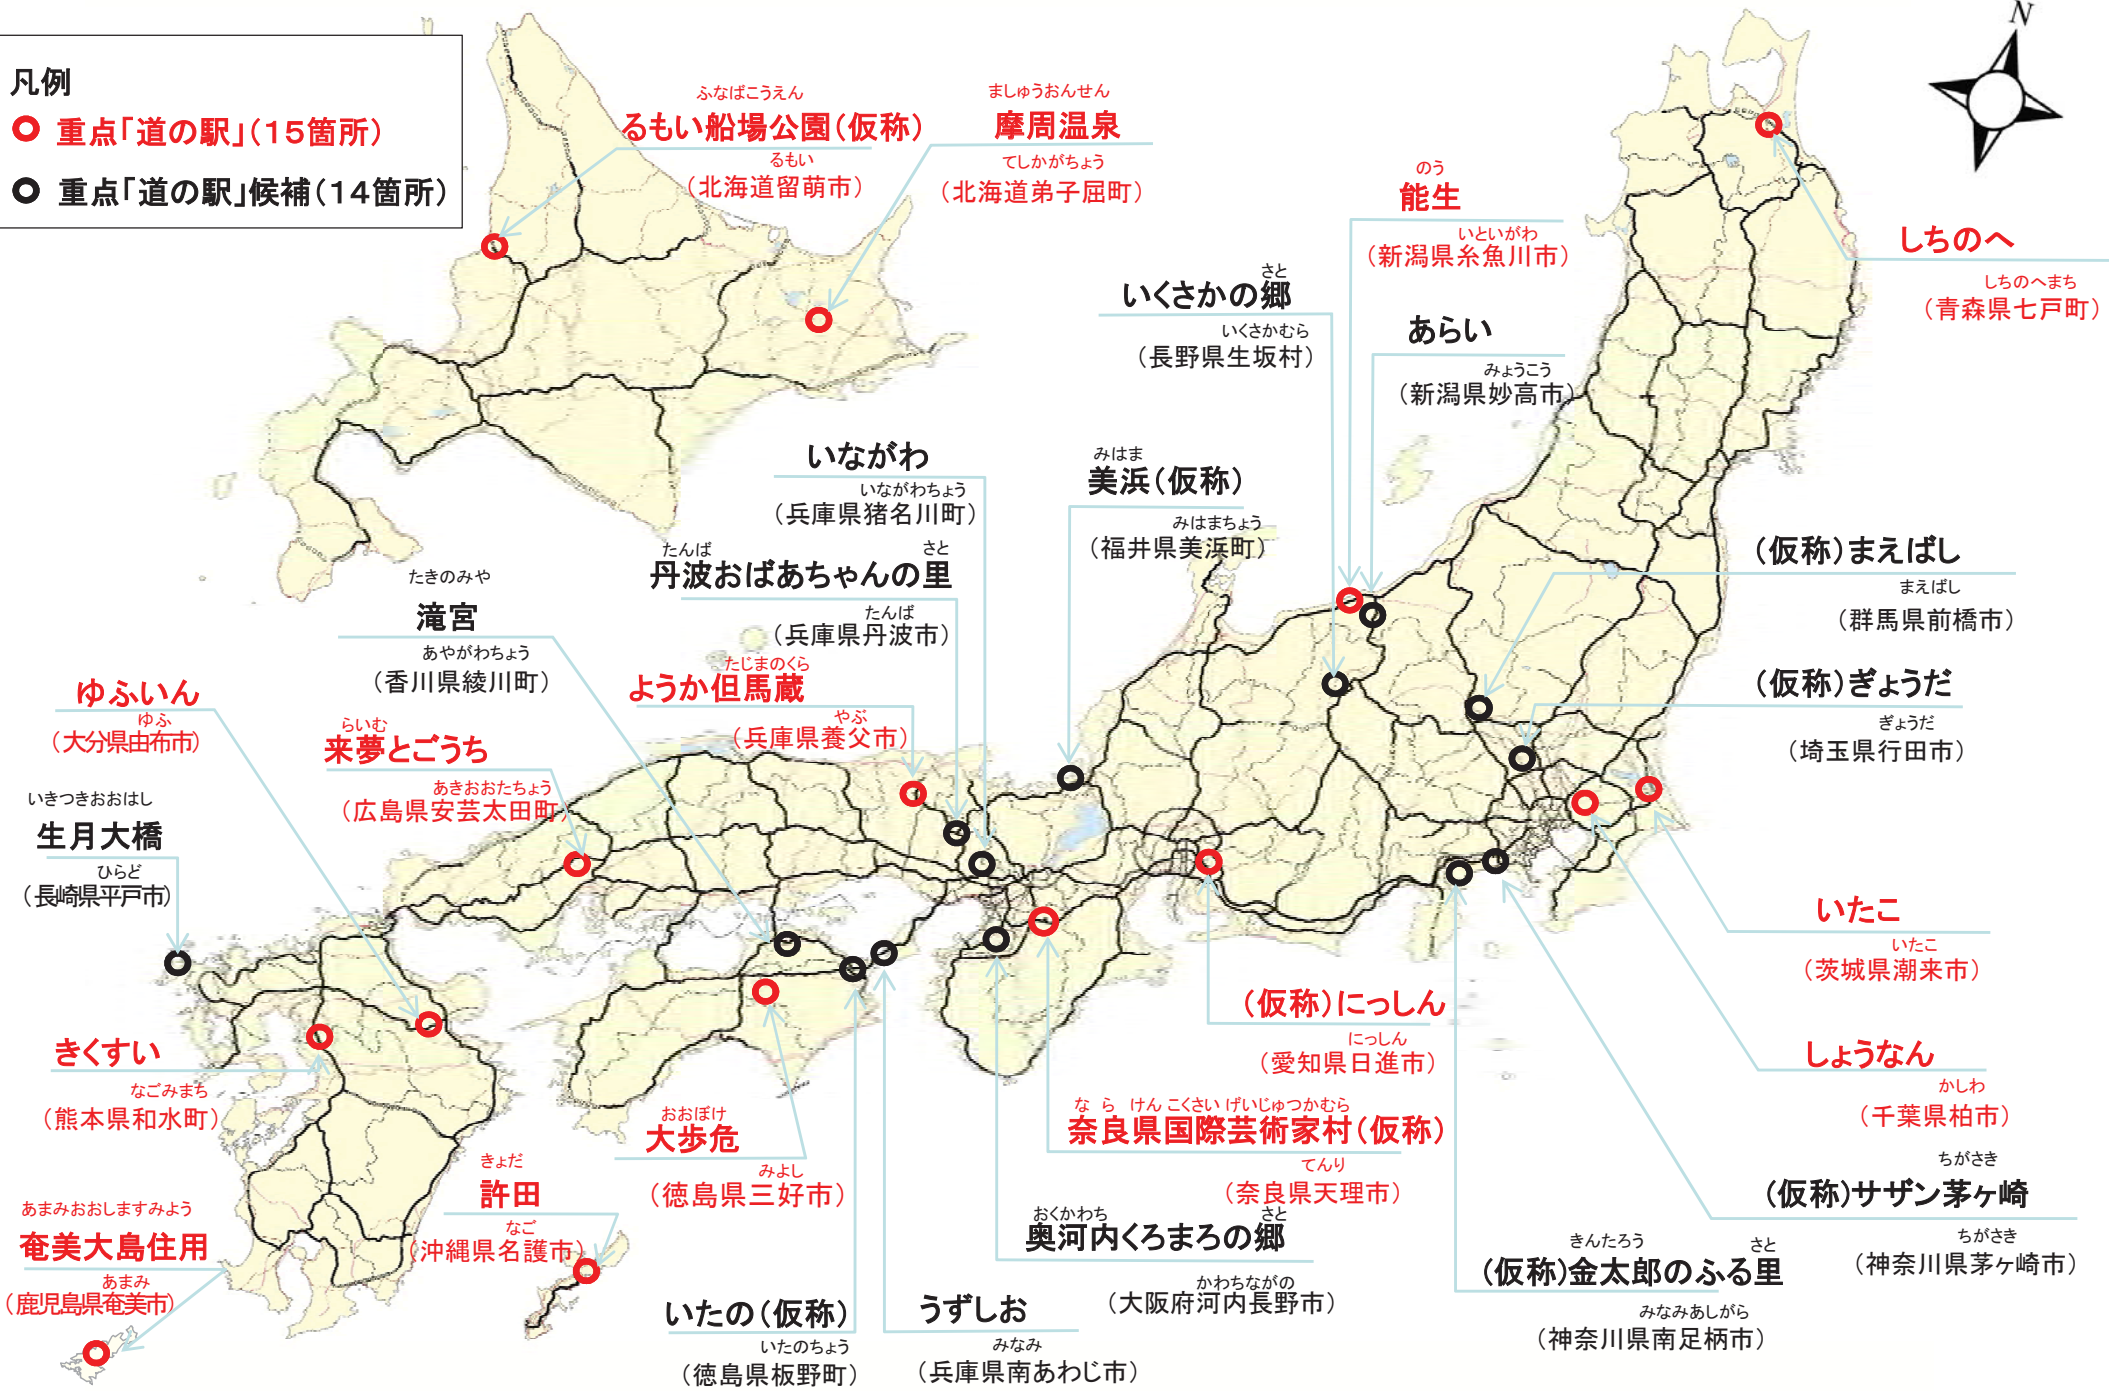 N
凡例
重点「道の駅」（15箇所）
重点「道の駅」候補（14箇所）
ふなばこうえん
るもい船場公園（仮称）
るもい
（北海道留萌市）
ましゅうおんせん
摩周温泉
てしかがちょう
（北海道弟子屈町）
のう
能生
いといがわ
（新潟県糸魚川市）
しちのへ
しちのへまち
（青森県七戸町）
さと
いくさかの郷
いくさかむら
（長野県生坂村）
あらい
みょうこう
（新潟県妙高市）
いながわ
いながわちょう
（兵庫県猪名川町）
みはま
美浜（仮称）
みはまちょう
（福井県美浜町）
たんば さと
丹波おばあちゃんの里
たんば
（兵庫県丹波市）
（仮称）まえばし
まえばし
（群馬県前橋市）
たきのみや
滝宮
あやがわちょう
（香川県綾川町）
たじまのくら
ようか但馬蔵
やぶ
（兵庫県養父市）
（仮称）ぎょうだ
ぎょうだ
（埼玉県行田市）
ゆふいん
ゆふ
（大分県由布市）
らいむ
来夢とごうち
あきおおたちょう
（広島県安芸太田町
いきつきおおはし
生月大橋
ひらど
（長崎県平戸市）
いたこ
いたこ
（茨城県潮来市）
（仮称）にっしん
にっしん
（愛知県日進市）
しょうなん
かしわ
（千葉県柏市）
きくすい
なごみまち
（熊本県和水町）
おおぼけ
大歩危
みよし
（徳島県三好市）
なら けん こくさい げいじゅつかむら
奈良県国際芸術家村（仮称）
てんり
（奈良県天理市）
きょだ
許田
なご
（沖縄県名護市）
ちがさき
（仮称）サザン茅ヶ崎
ちがさき
（神奈川県茅ヶ崎市）
あまみおおしますみよう
奄美大島住用
あまみ
（鹿児島県奄美市）
おくかわち さと
奥河内くろまろの郷
かわちながの
（大阪府河内長野市）
きんたろう さと
（仮称）金太郎のふる里
みなみあしがら
（神奈川県南足柄市）
いたの（仮称）
いたのちょう
（徳島県板野町）
うずしお
みなみ
（兵庫県南あわじ市）